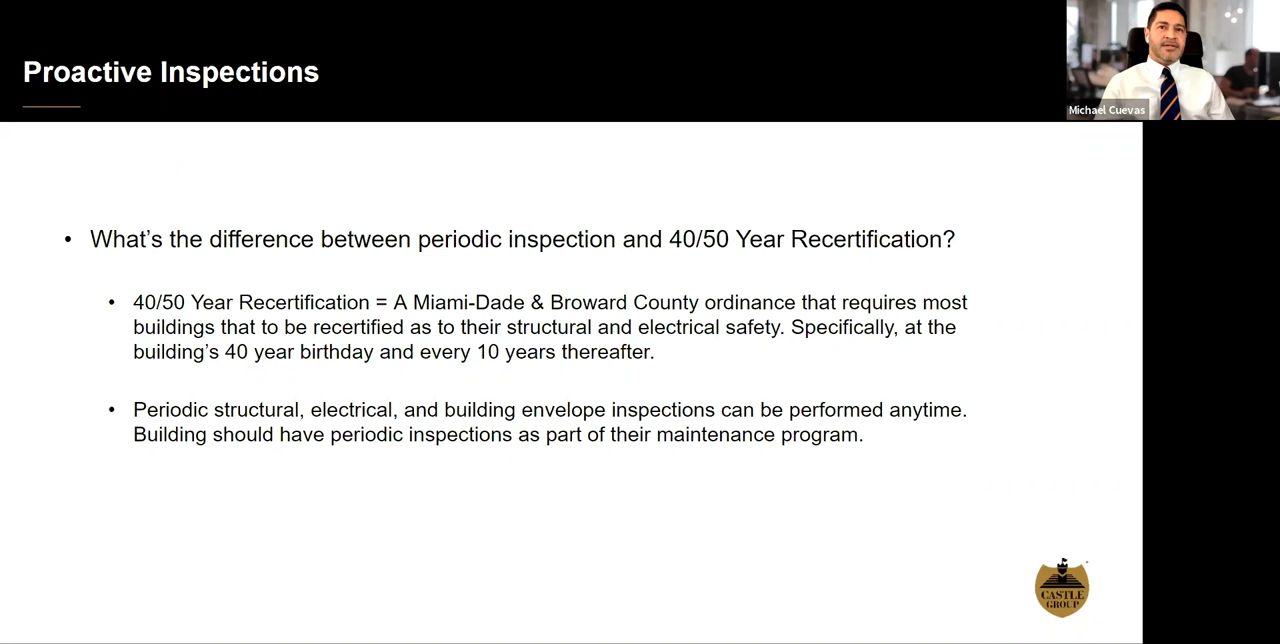 Proactive Inspections
Michael Cuevas
• What's the difference between periodic inspection and 40/50 Year Recertification?
• 40/50 Year Recertification = A Miami-Dade & Broward County ordinance that requires most
buildings that to be recertified as to their structural and electrical safety. Specifically, at the
building's 40 year birthday and every 10 years thereafter.
• Periodic structural, electrical, and building envelope inspections can be performed anytime.
Building should have periodic inspections as part of their maintenance program.
CASTLE
GROUP